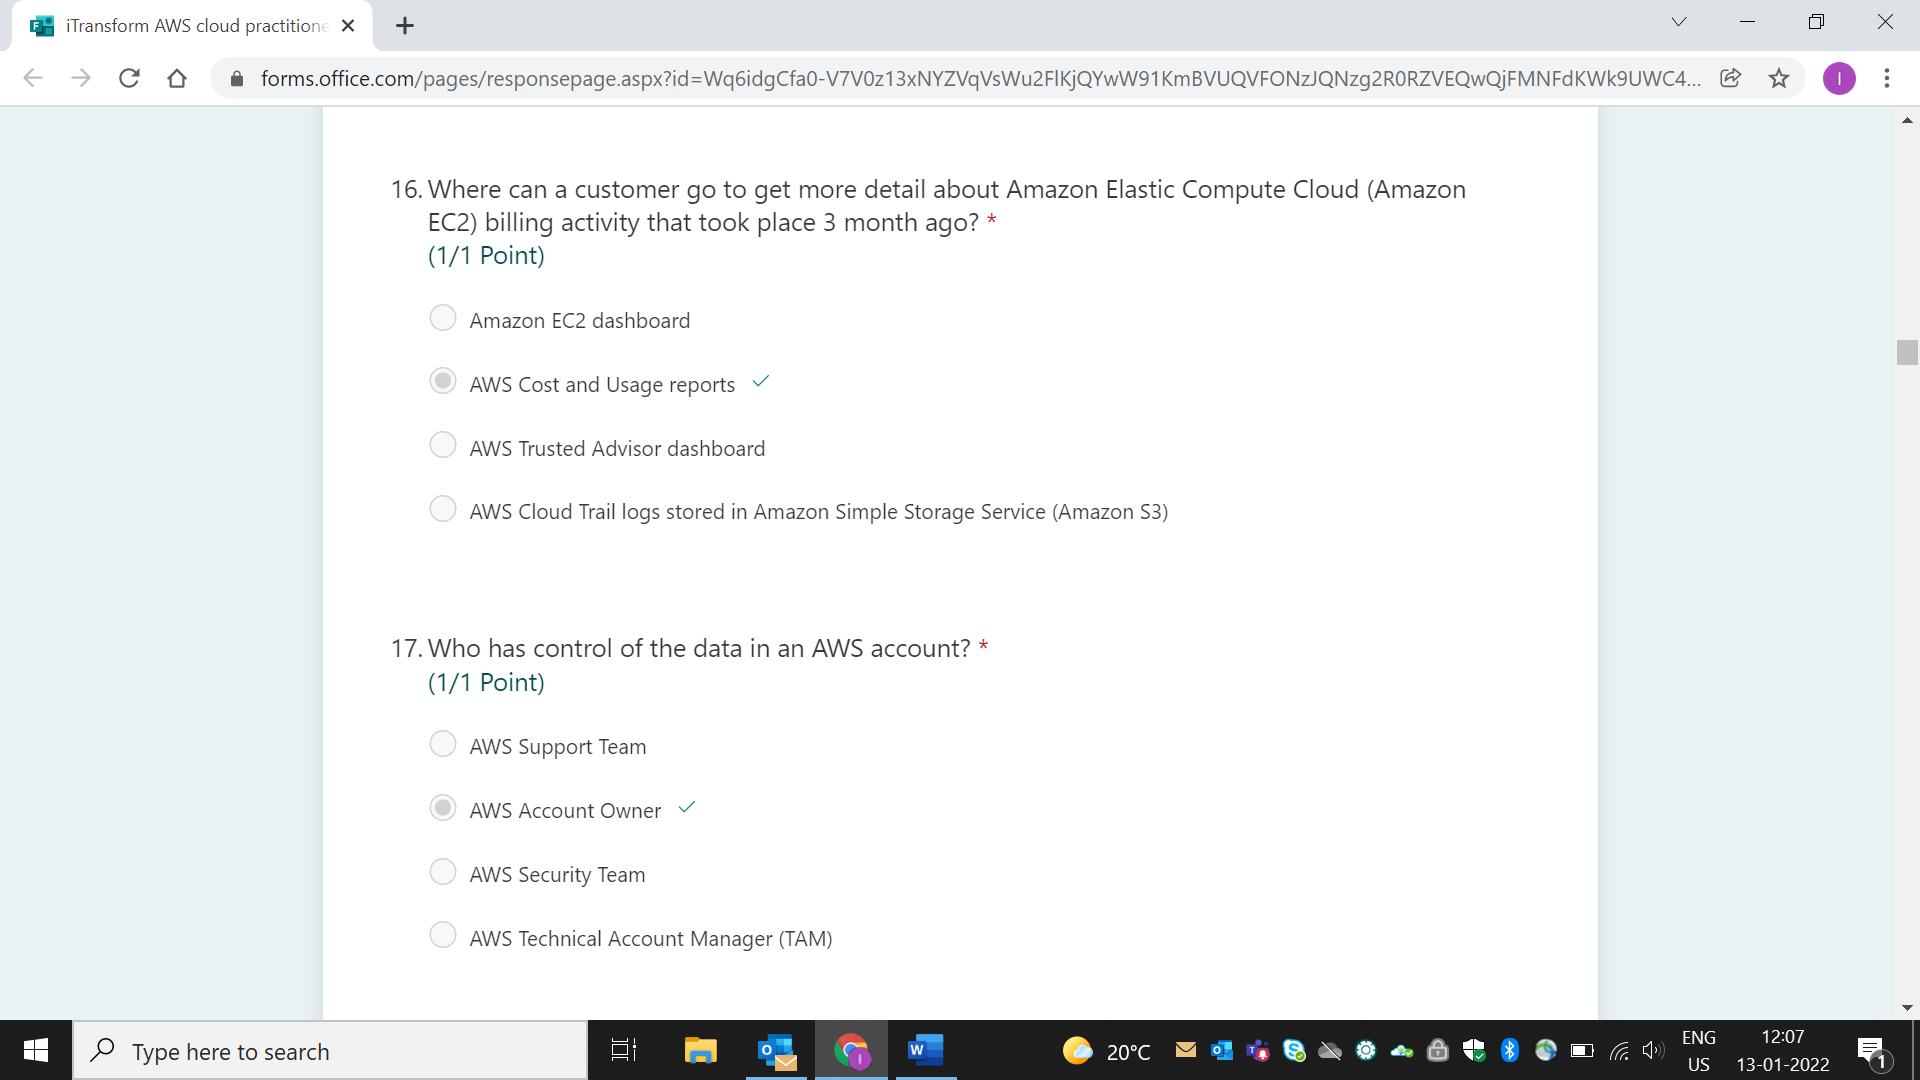 iTransform AWS cloud practitione
forms.office.com/pages/responsepage.aspx?id=Wq6idgCfa0-V7V0z13xNYZVqVsWu2FlKjQYwW91KmBVUQVFONzJQNzg2R0RZVEQwQjFMNFdKWk9UWC4...
I
16. Where can a customer go to get more detail about Amazon Elastic Compute Cloud (Amazon
EC2) billing activity that took place 3 month ago? *
(1/1 Point)
Amazon EC2 dashboard
AWS Cost and Usage reports
AWS Trusted Advisor dashboard
AWS Cloud Trail logs stored in Amazon Simple Storage Service (Amazon S3)
17. Who has control of the data in an AWS account? *
(1/1 Point)
AWS Support Team
AWS Account Owner
AWS Security Team
AWS Technical Account Manager (TAM)
Type here to search
20°C
ENG
US
12:07
13-01-2022
1